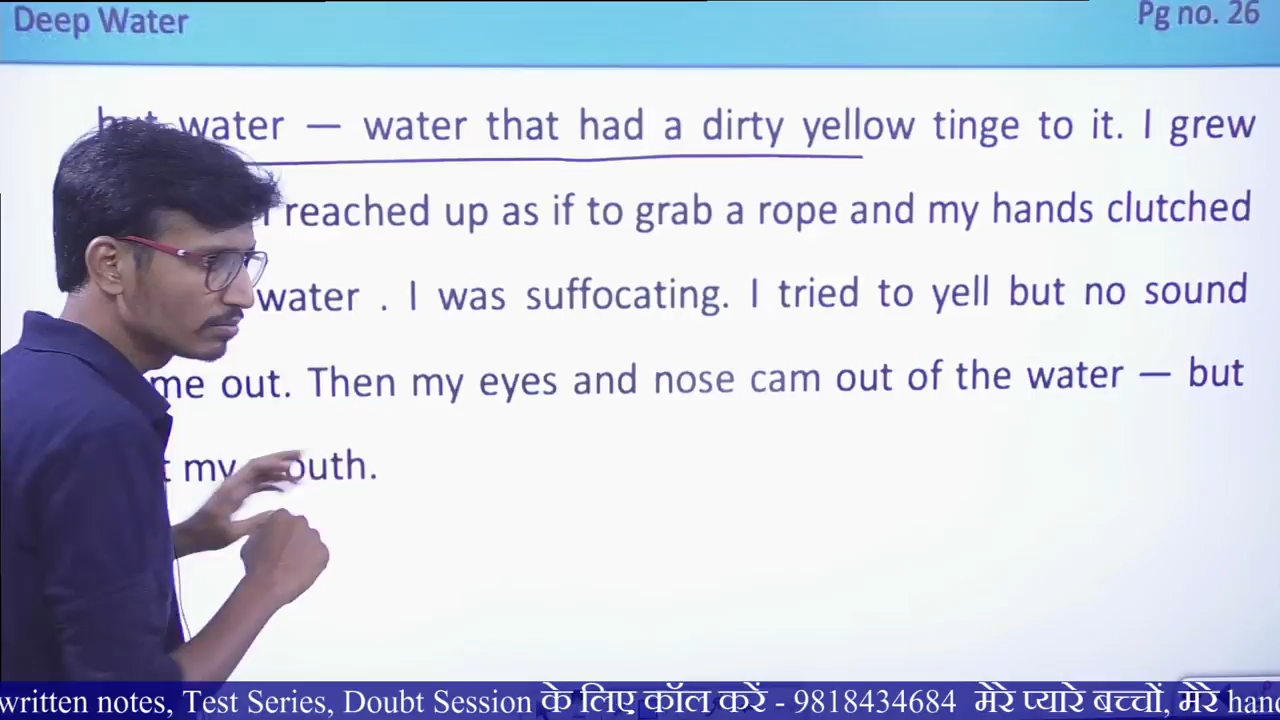 Deep Water
Pg no. 26
but water — water that had a dirty yellow tinge to it. I grew
I reached up as if to grab a rope and my hands clutched
water . I was suffocating. I tried to yell but no sound
me out. Then my eyes and nose cam out of the water — but
my mouth.
written notes, Test Series, Doubt Session के लिए कॉल करें - 9818434684 मेरे प्यारे बच्चों, मेरे hand